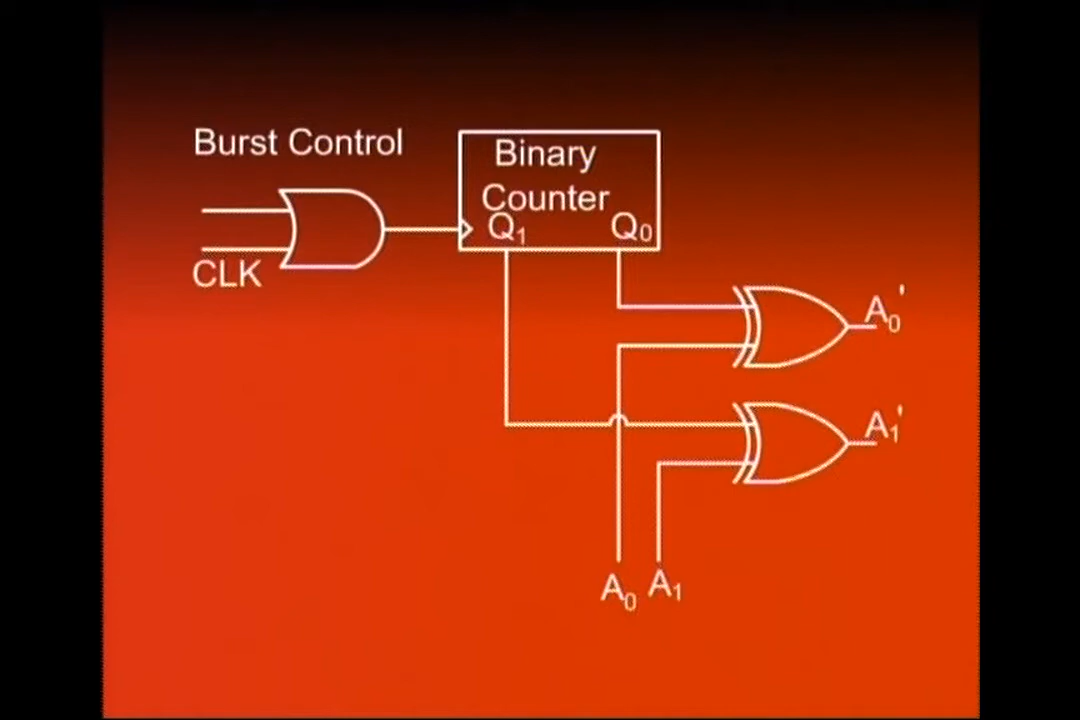 Burst Control
Binary
Counter
Q₁ Q₀
CLK
A₀'
A₁'
A₀ A₁